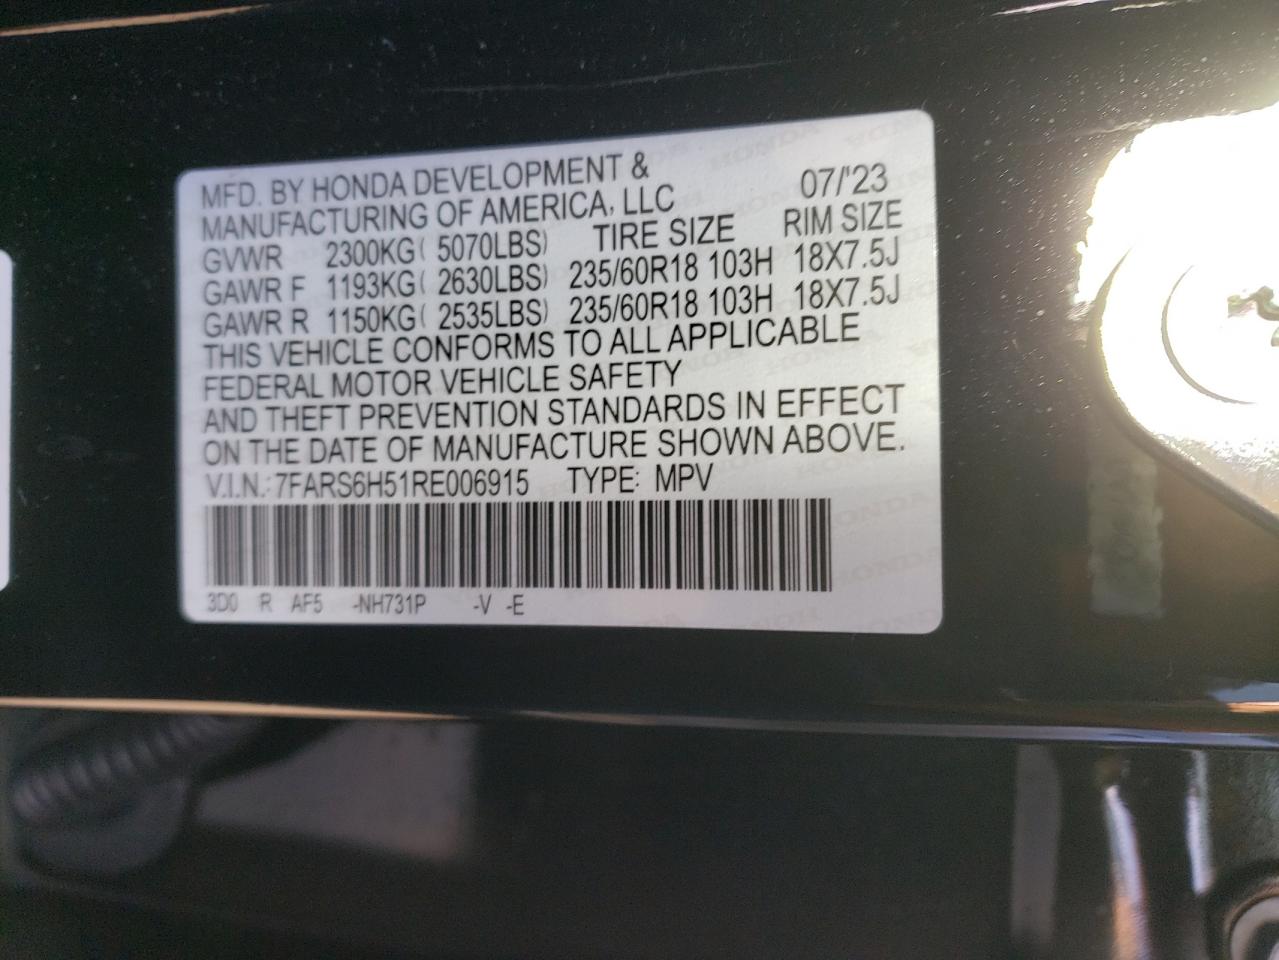 MFD. BY HONDA DEVELOPMENT & 07/'23
MANUFACTURING OF AMERICA, LLC
GVWR 2300KG( 5070LBS) TIRE SIZE RIM SIZE
GAWR F 1193KG( 2630LBS) 235/60R18 103H 18X7.5J
GAWR R 1150KG( 2535LBS) 235/60R18 103H 18X7.5J
THIS VEHICLE CONFORMS TO ALL APPLICABLE
FEDERAL MOTOR VEHICLE SAFETY
AND THEFT PREVENTION STANDARDS IN EFFECT
ON THE DATE OF MANUFACTURE SHOWN ABOVE.
V.I.N.: 7FARS6H51RE006915 TYPE: MPV
3D0 R AF5 -NH731P -V -E